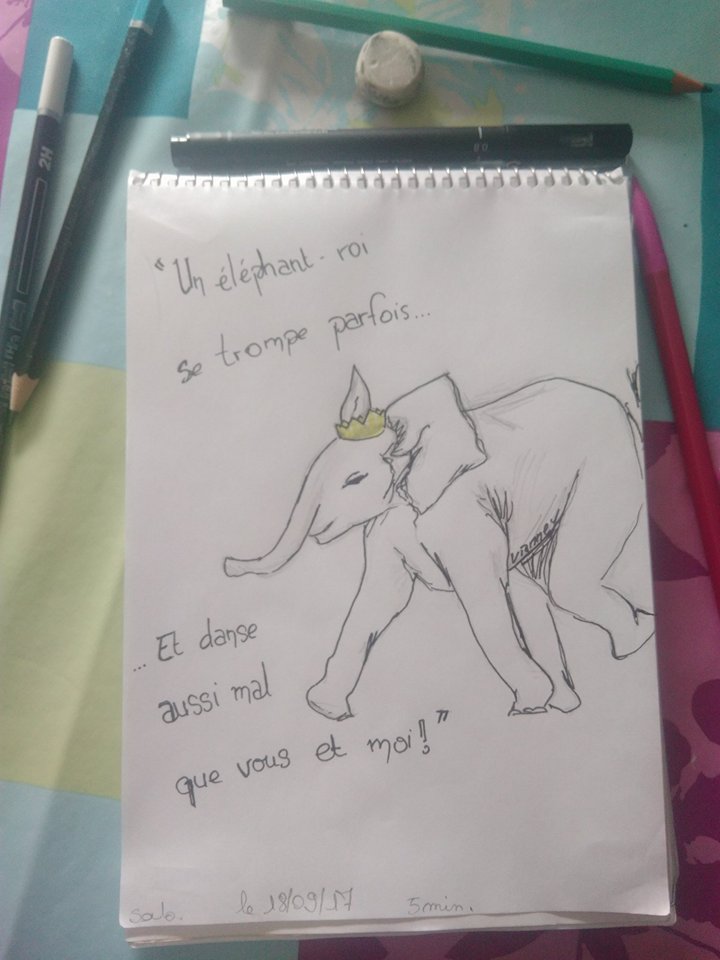 2H
80
"Un éléphant-roi
se trompe parfois...
...Et danse
aussi mal
que vous et moi!!"
le 18/09/17 5min.